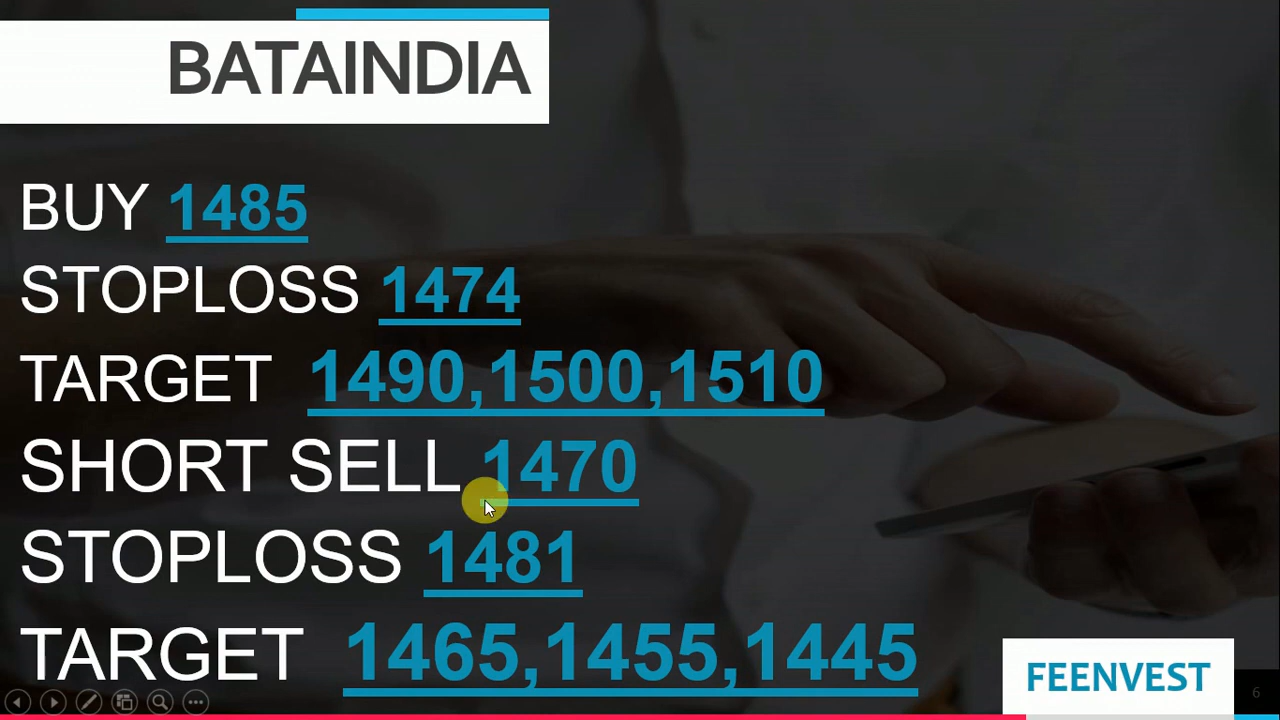 BATAINDIA
BUY 1485
STOPLOSS 1474
TARGET 1490,1500,1510
SHORT SELL 1470
STOPLOSS 1481
TARGET 1465,1455,1445
FEENVEST
6